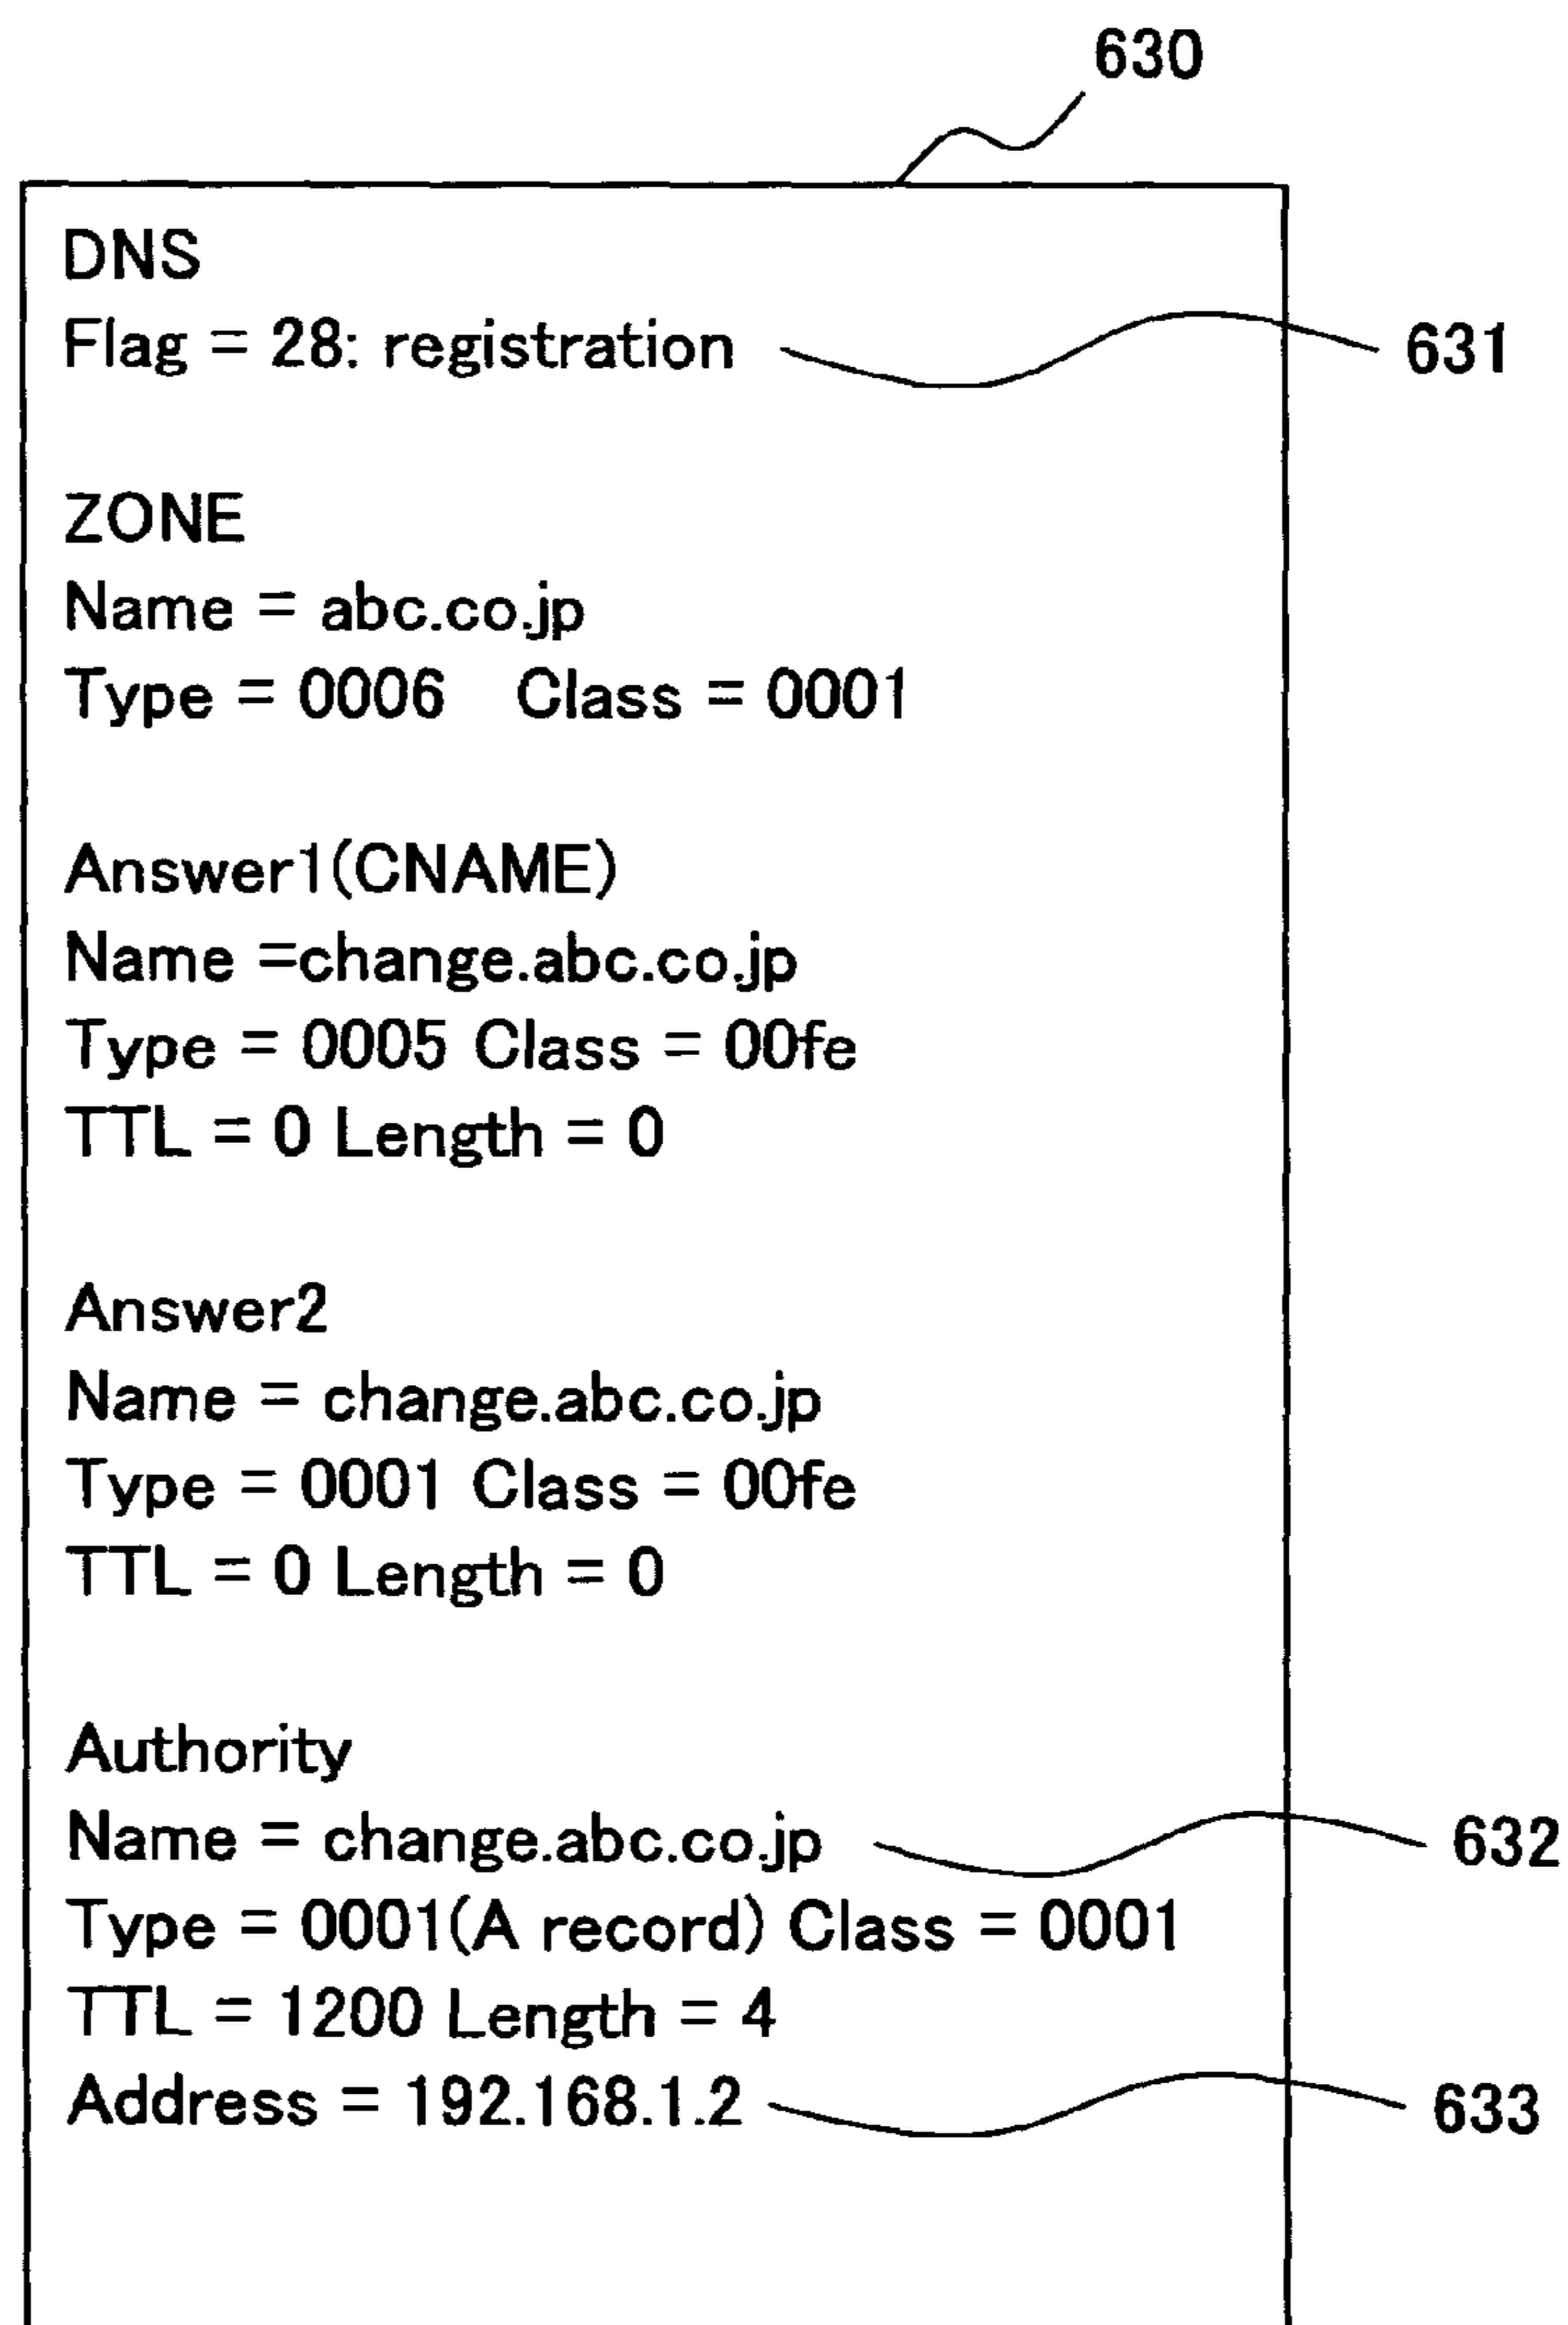 630
DNS
Flag = 28: registration
631
ZONE
Name = abc.co.jp
Type = 0006 Class = 0001
Answer1(CNAME)
Name =change.abc.co.jp
Type = 0005 Class = 00fe
TTL = 0 Length = 0
Answer2
Name = change.abc.co.jp
Type = 0001 Class = 00fe
TTL = 0 Length = 0
Authority
Name = change.abc.co.jp
632
Type = 0001(A record) Class = 0001
TTL = 1200 Length = 4
Address = 192.168.1.2
633